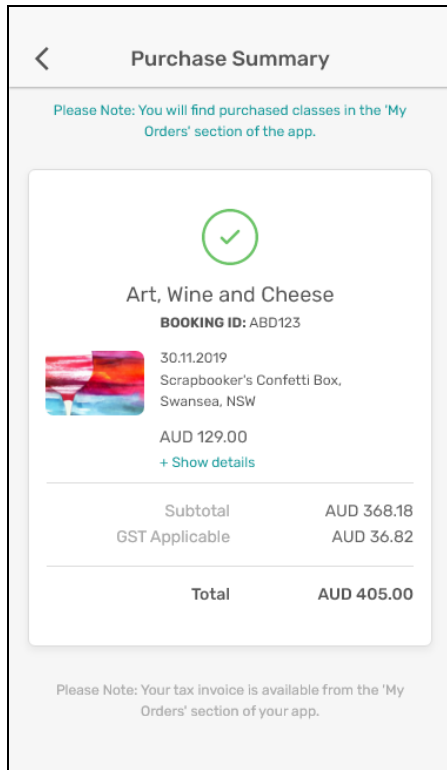 Purchase Summary
Please Note: You will find purchased classes in the 'My
Orders' section of the app.
Art, Wine and Cheese
BOOKING ID: ABD123
30.11.2019
Scrapbooker's Confetti Box,
Swansea, NSW
AUD 129.00
+ Show details
Subtotal AUD 368.18
GST Applicable AUD 36.82
Total AUD 405.00
Please Note: Your tax invoice is available from the 'My
Orders' section of your app.